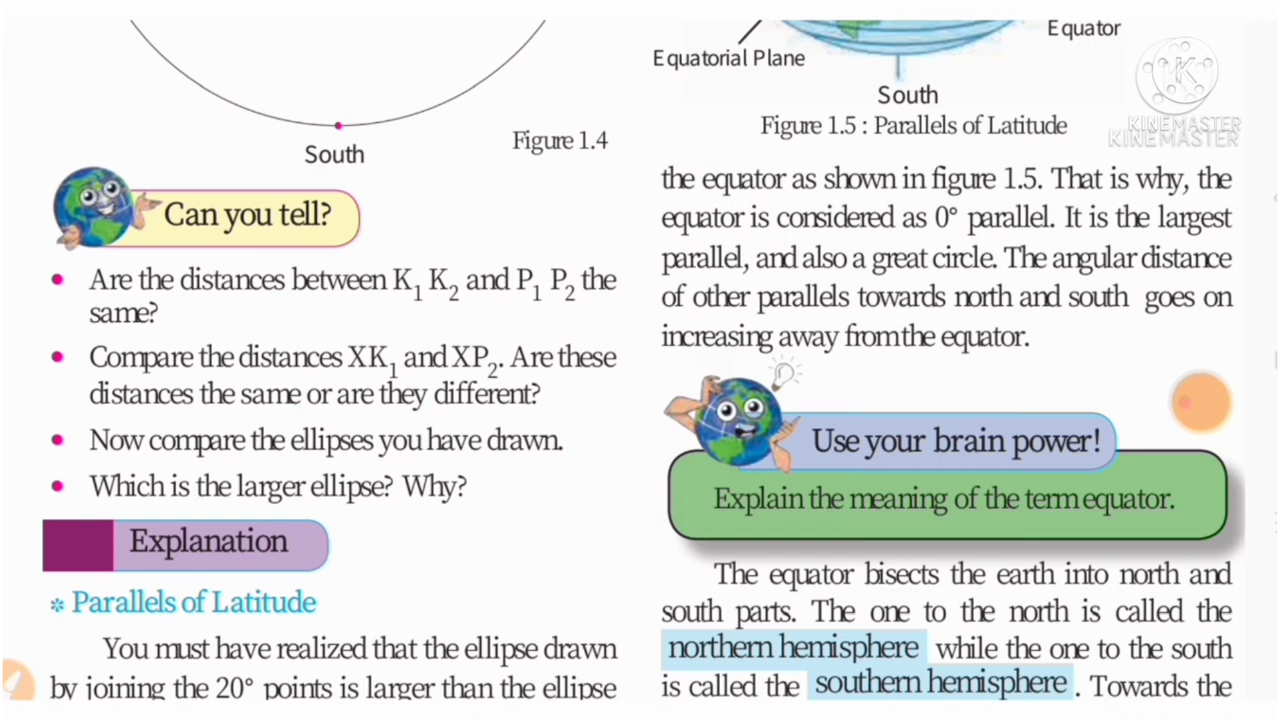 South
Figure 1.4
Can you tell?
• Are the distances between K₁ K₂ and P₁ P₂ the
same?
• Compare the distances XK₁ and XP₂. Are these
distances the same or are they different?
• Now compare the ellipses you have drawn.
• Which is the larger ellipse? Why?
Explanation
* Parallels of Latitude
You must have realized that the ellipse drawn
by joining the 20° points is larger than the ellipse
Equator
Equatorial Plane
South
Figure 1.5 : Parallels of Latitude
K
KINEMASTER
KINEMASTER
the equator as shown in figure 1.5. That is why, the
equator is considered as 0° parallel. It is the largest
parallel, and also a great circle. The angular distance
of other parallels towards north and south goes on
increasing away from the equator.
Use your brain power!
Explain the meaning of the term equator.
The equator bisects the earth into north and
south parts. The one to the north is called the
northern hemisphere while the one to the south
is called the southern hemisphere. Towards the